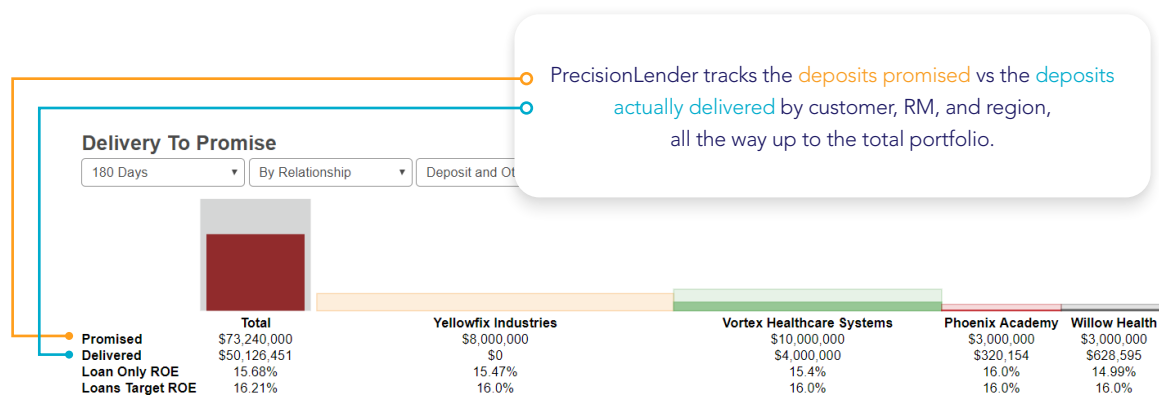 PrecisionLender tracks the deposits promised vs the deposits
actually delivered by customer, RM, and region,
all the way up to the total portfolio.
Delivery To Promise
180 Days By Relationship Deposit and Ot
Total Yellowfix Industries Vortex Healthcare Systems Phoenix Academy Willow Health
Promised $73,240,000 $8,000,000 $10,000,000 $3,000,000 $3,000,000
Delivered $50,126,451 $0 $4,000,000 $320,154 $628,595
Loan Only ROE 15.68% 15.47% 15.4% 16.0% 14.99%
Loans Target ROE 16.21% 16.0% 16.0% 16.0% 16.0%